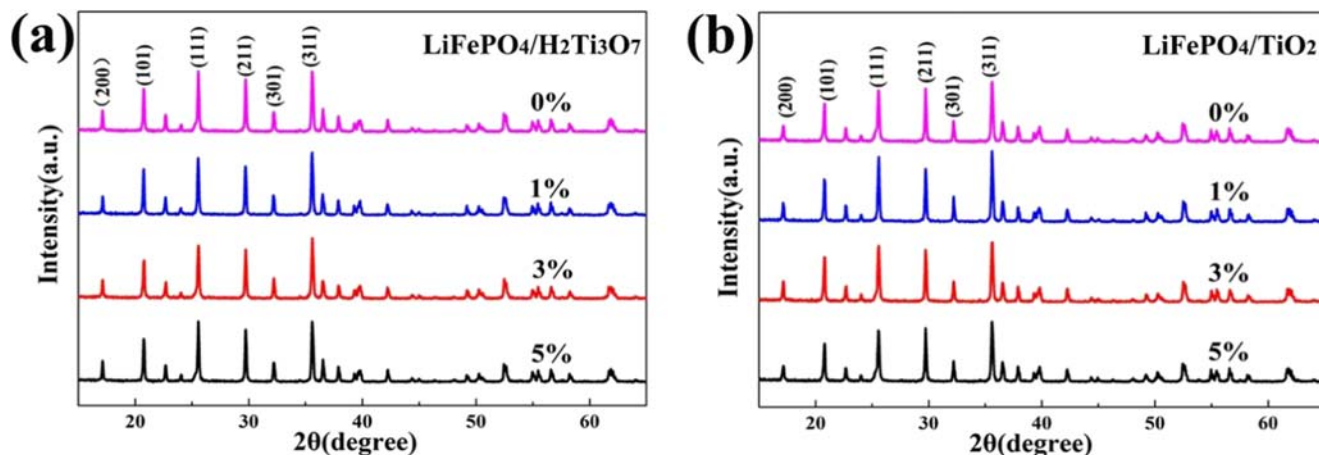 (a)
LiFePO4/H2Ti3O7
(200)
(101)
(111)
(211)
(301)
(311)
0%
1%
3%
5%
Intensity(a.u.)
20 30 40 50 60
2θ(degree)
(b)
LiFePO4/TiO2
(200)
(101)
(111)
(211)
(301)
(311)
0%
1%
3%
5%
Intensity(a.u.)
20 30 40 50 60
2θ(degree)